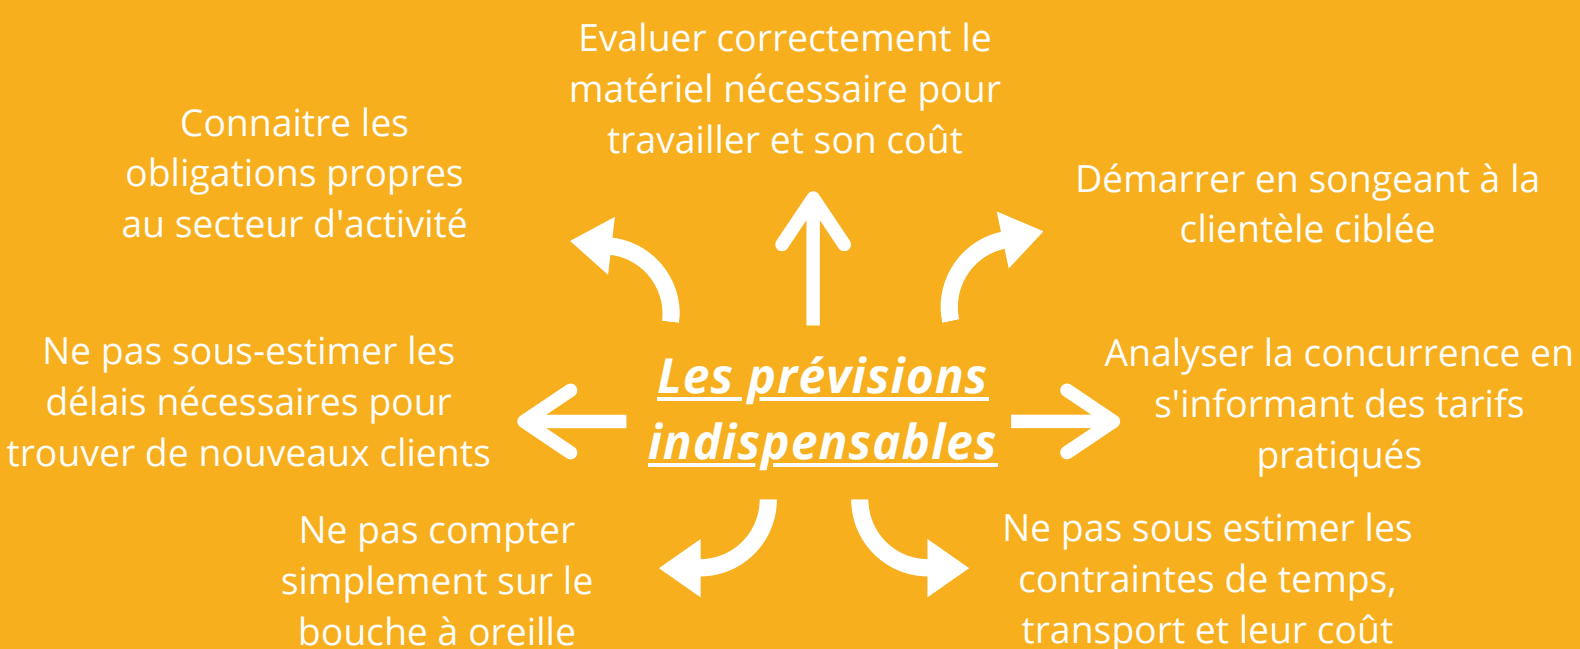 Evaluer correctement le
matériel nécessaire pour
travailler et son coût
Connaitre les
obligations propres
au secteur d'activité
Démarrer en songeant à la
clientèle ciblée
Ne pas sous-estimer les
délais nécessaires pour
trouver de nouveaux clients
Les prévisions
indispensables
Analyser la concurrence en
s'informant des tarifs
pratiqués
Ne pas compter
simplement sur le
bouche à oreille
Ne pas sous estimer les
contraintes de temps,
transport et leur coût